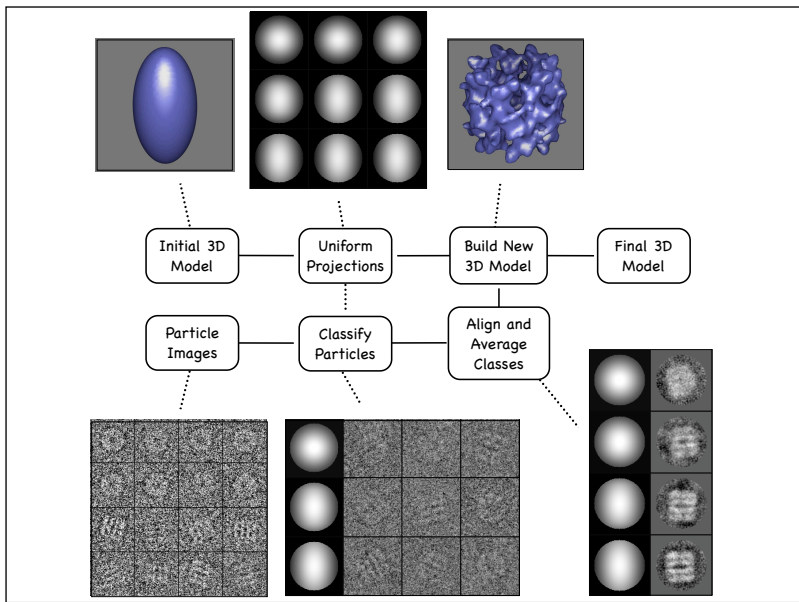 Initial 3D
Model
Uniform
Projections
Build New
3D Model
Final 3D
Model
Particle
Images
Classify
Particles
Align and
Average
Classes